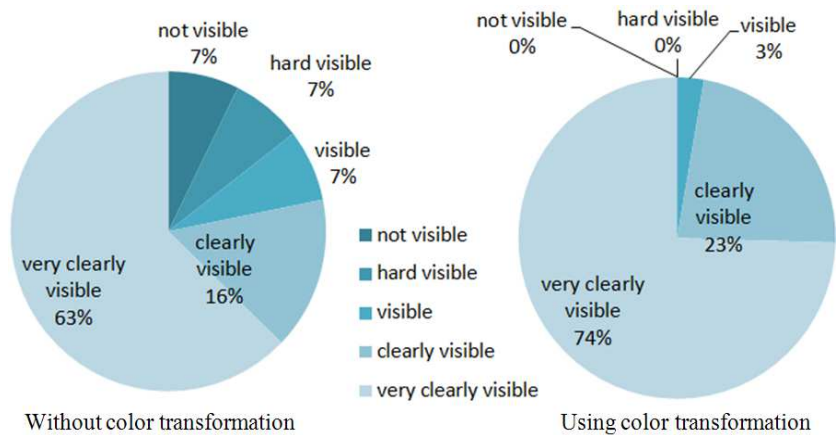 not visible
7%
hard visible
7%
visible
7%
clearly
visible
16%
very clearly
visible
63%
Without color transformation
not visible
hard visible
visible
clearly visible
very clearly visible
not visible
0%
hard visible
0%
visible
3%
clearly
visible
23%
very clearly
visible
74%
Using color transformation